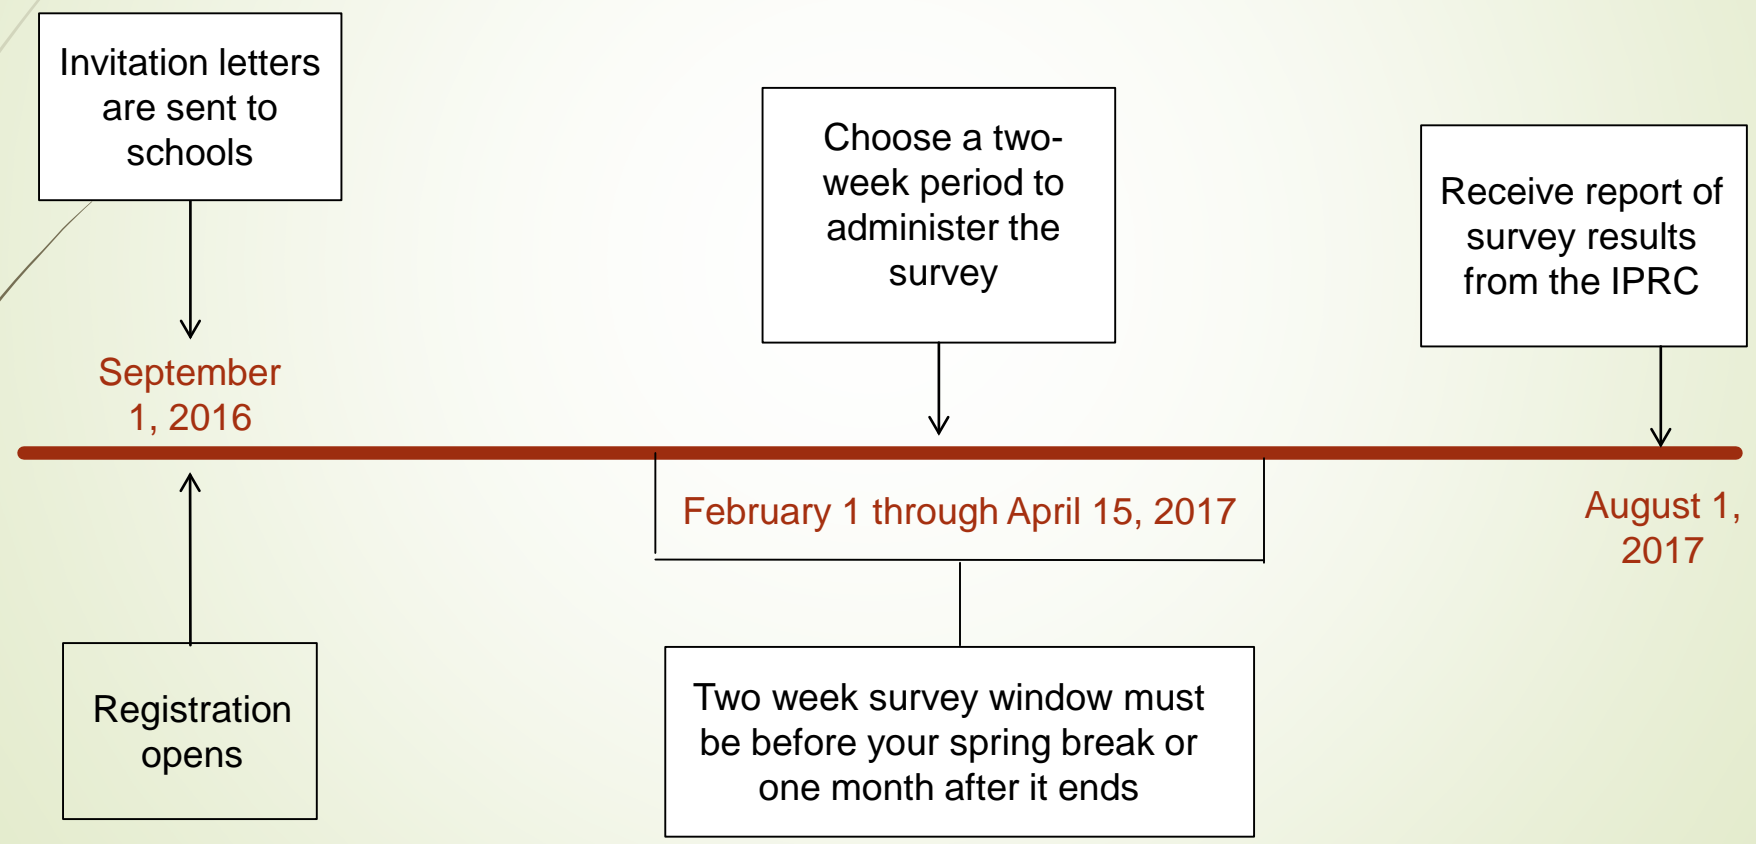 Invitation letters
are sent to
schools
September
1, 2016
Registration
opens
Choose a two-
week period to
administer the
survey
February 1 through April 15, 2017
Two week survey window must
be before your spring break or
one month after it ends
Receive report of
survey results
from the IPRC
August 1,
2017